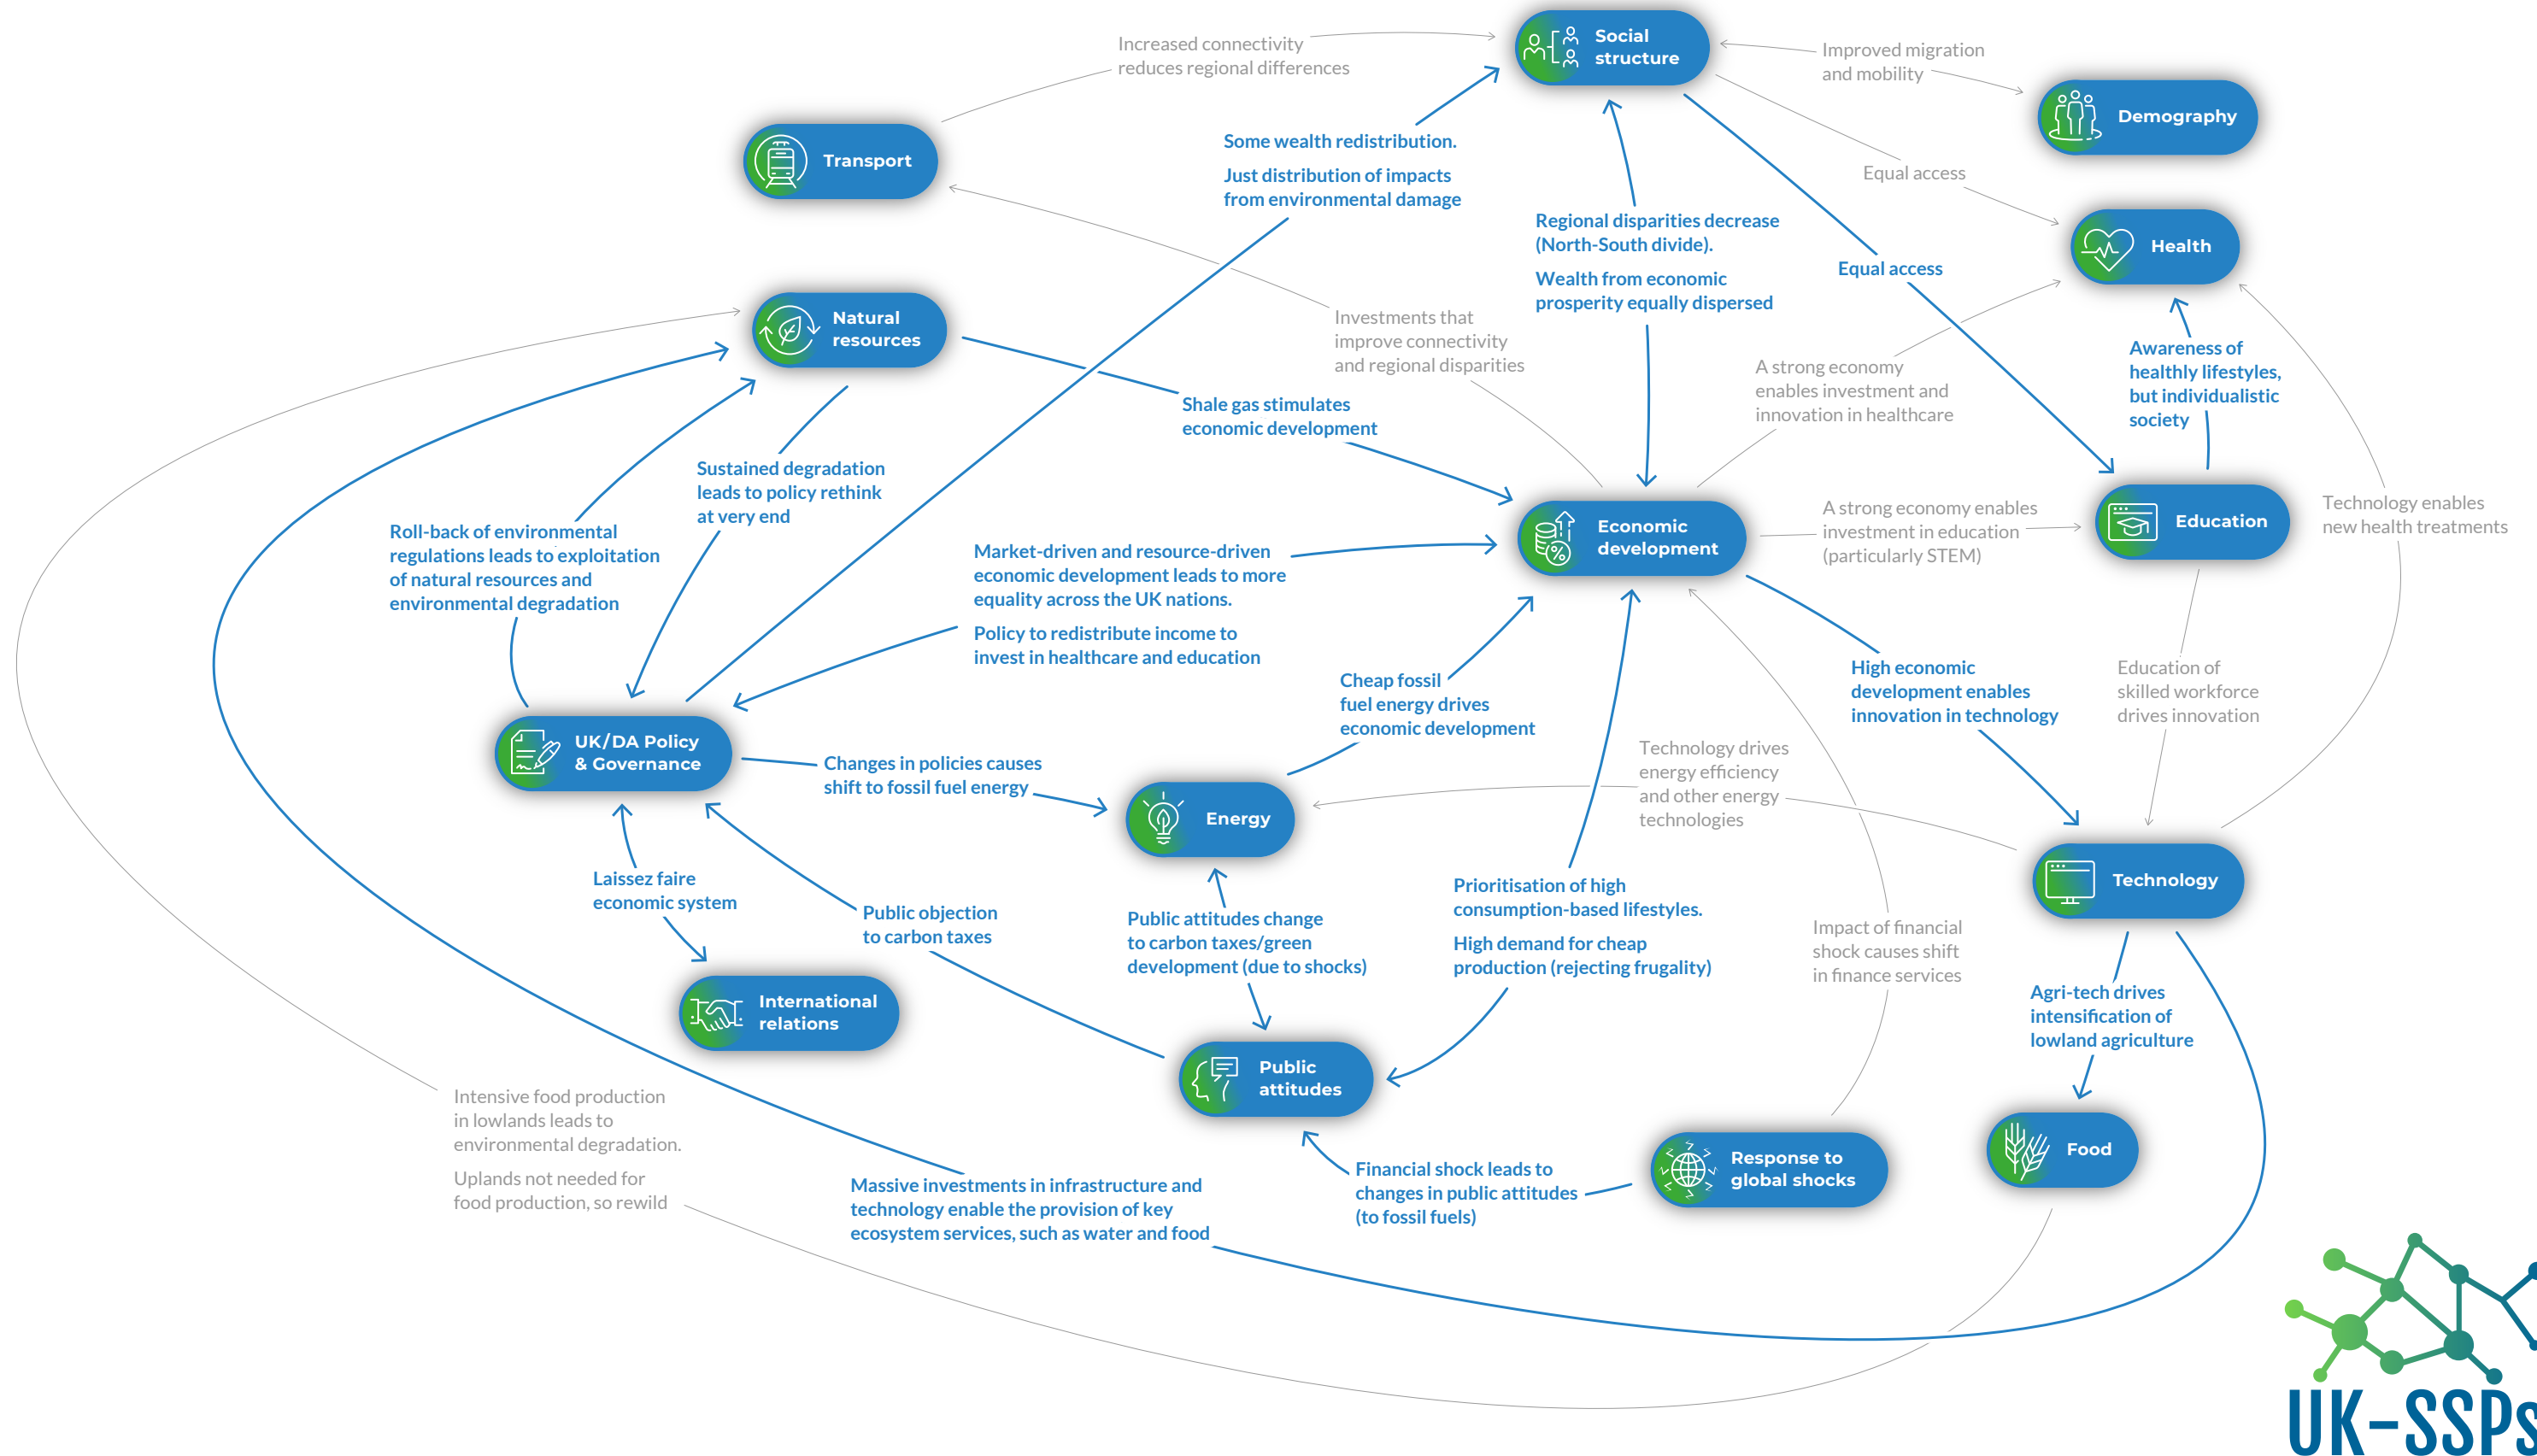 Social
structure
Increased connectivity
reduces regional differences
Improved migration
and mobility
Demography
Transport
Some wealth redistribution.
Just distribution of impacts
from environmental damage
Equal access
Regional disparities decrease
(North-South divide).
Wealth from economic
prosperity equally dispersed
Health
Equal access
Natural
resources
Investments that
improve connectivity
and regional disparities
Awareness of
healthly lifestyles,
but individualistic
society
A strong economy
enables investment and
innovation in healthcare
Shale gas stimulates
economic development
Sustained degradation
leads to policy rethink
at very end
Roll-back of environmental
regulations leads to exploitation
of natural resources and
environmental degradation
Economic
development
A strong economy enables
investment in education
(particularly STEM)
Education
Technology enables
new health treatments
Market-driven and resource-driven
economic development leads to more
equality across the UK nations.
Policy to redistribute income to
invest in healthcare and education
Cheap fossil
fuel energy drives
economic development
High economic
development enables
innovation in technology
Education of
skilled workforce
drives innovation
UK/DA Policy
& Governance
Changes in policies causes
shift to fossil fuel energy
Energy
Technology drives
energy efficiency
and other energy
technologies
Technology
Laissez faire
economic system
Public objection
to carbon taxes
Public attitudes change
to carbon taxes/green
development (due to shocks)
Prioritisation of high
consumption-based lifestyles.
High demand for cheap
production (rejecting frugality)
Impact of financial
shock causes shift
in finance services
International
relations
Agri-tech drives
intensification of
lowland agriculture
Public
attitudes
Intensive food production
in lowlands leads to
environmental degradation.
Uplands not needed for
food production, so rewild
Food
Response to
global shocks
Financial shock leads to
changes in public attitudes
(to fossil fuels)
Massive investments in infrastructure and
technology enable the provision of key
ecosystem services, such as water and food
UK-SSPs